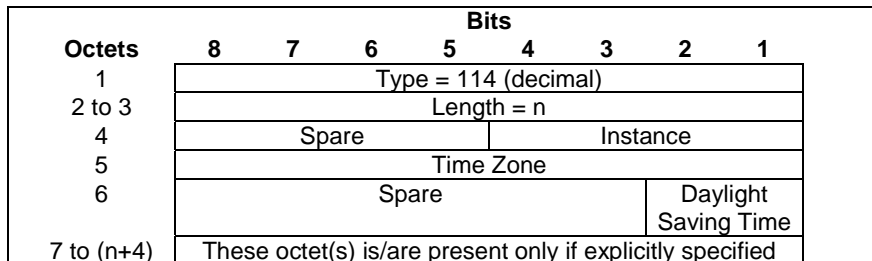 Bits
Octets 8 7 6 5 4 3 2 1
1 Type = 114 (decimal)
2 to 3 Length = n
4 Spare Instance
5 Time Zone
6 Spare Daylight
Saving Time
7 to (n+4) These octet(s) is/are present only if explicitly specified